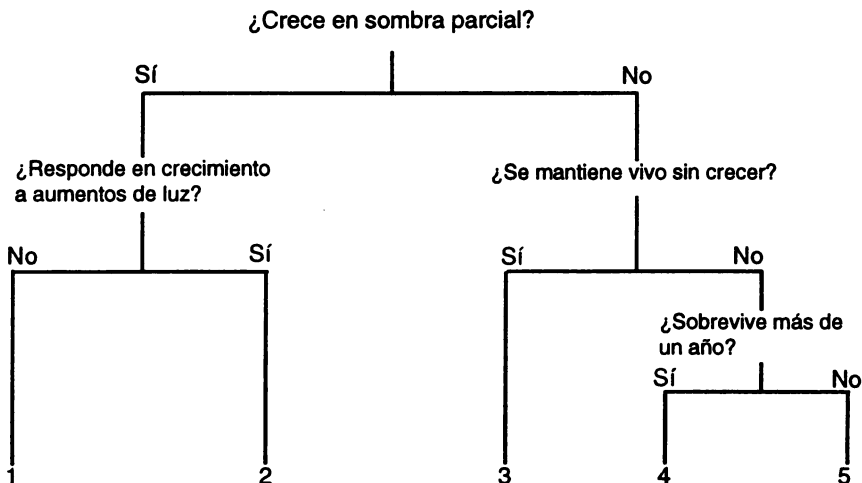 ¿Crece en sombra parcial?
Sí
No
¿Responde en crecimiento
a aumentos de luz?
¿Se mantiene vivo sin crecer?
No
Sí
Sí
No
¿Sobrevive más de
un año?
Sí
No
1
2
3
4
5